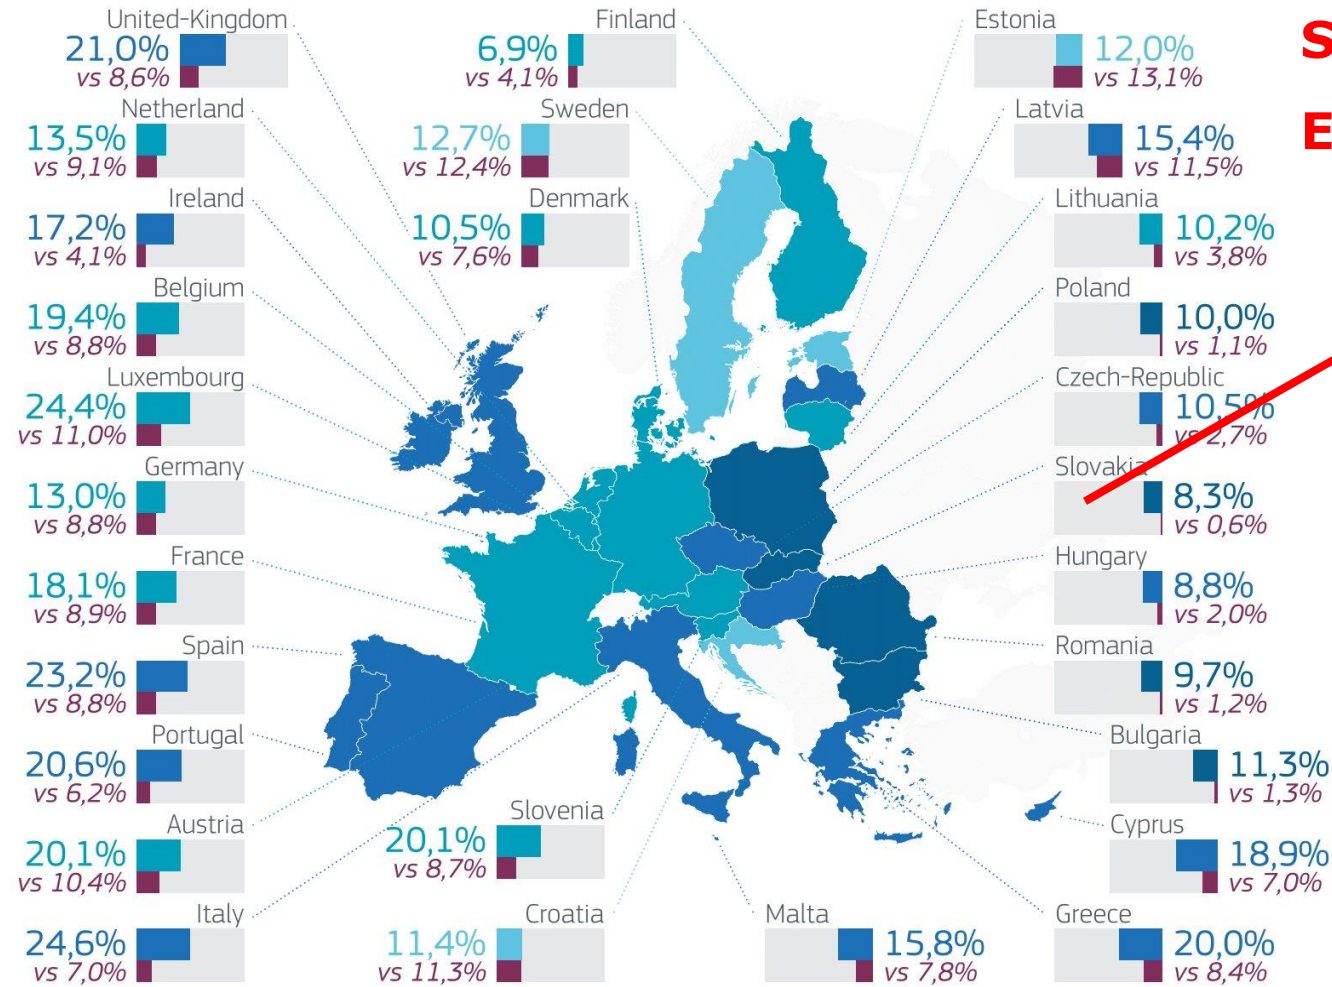 United-Kingdom
21,0%
vs 8,6%
Finland
6,9%
vs 4,1%
Estonia
12,0%
vs 13,1%
S
E
Netherland
13,5%
vs 9,1%
Sweden
12,7%
vs 12,4%
Latvia
15,4%
vs 11,5%
Ireland
17,2%
vs 4,1%
Denmark
10,5%
vs 7,6%
Lithuania
10,2%
vs 3,8%
Belgium
19,4%
vs 8,8%
Poland
10,0%
vs 1,1%
Luxembourg
24,4%
vs 11,0%
Czech-Republic
10,5%
vs 2,7%
Germany
13,0%
vs 8,8%
Slovakia
8,3%
vs 0,6%
France
18,1%
vs 8,9%
Hungary
8,8%
vs 2,0%
Spain
23,2%
vs 8,8%
Romania
9,7%
vs 1,2%
Portugal
20,6%
vs 6,2%
Bulgaria
11,3%
vs 1,3%
Austria
20,1%
vs 10,4%
Slovenia
20,1%
vs 8,7%
Cyprus
18,9%
vs 7,0%
Italy
24,6%
vs 7,0%
Croatia
11,4%
vs 11,3%
Malta
15,8%
vs 7,8%
Greece
20,0%
vs 8,4%